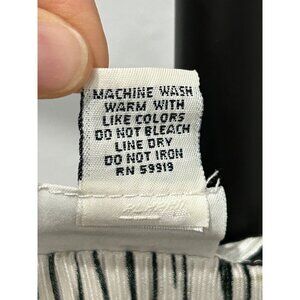 MACHINE WASH
WARM WITH
LIKE COLORS
DO NOT BLEACH
LINE DRY
DO NOT IRON
RN 59919